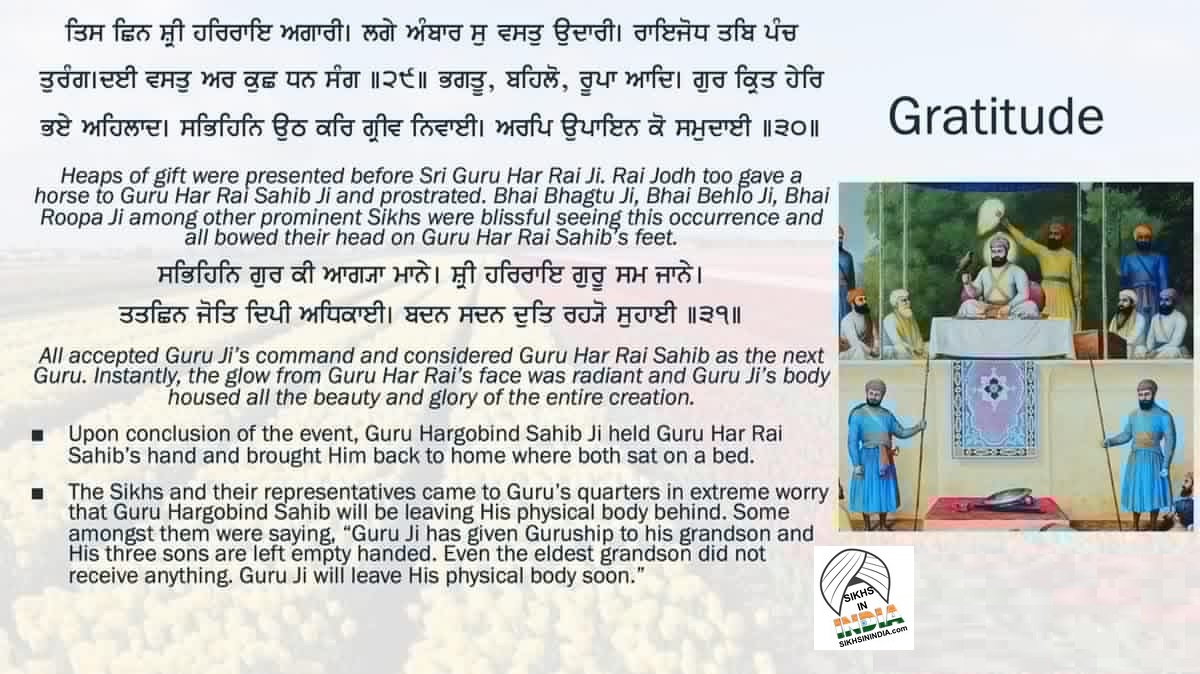 ਤਿਸ ਛਿਨ ਸ਼੍ਰੀ ਹਰਿਰਾਇ ਅਗਾਰੀ। ਲਗੇ ਅੰਬਾਰ ਸੁ ਵਸਤੁ ਉਦਾਰੀ। ਰਾਇਜੋਧ ਤਬਿ ਪੰਚ
ਤੁਰੰਗ।ਦਈ ਵਸਤੁ ਅਰ ਕੁਛ ਧਨ ਸੰਗ ॥੨੯॥ ਭਗਤੂ, ਬਹਿਲੋ, ਰੂਪਾ ਆਦਿ। ਗੁਰ ਕ੍ਰਿਤ ਹੇਰਿ
ਭਏ ਅਹਿਲਾਦ। ਸਭਿਹਿਨਿ ਉਠ ਕਰਿ ਗ੍ਰੀਵ ਨਿਵਾਈ। ਅਰਪਿ ਉਪਾਇਨ ਕੋ ਸਮੁਦਾਈ ॥੩੦॥
Gratitude
Heaps of gift were presented before Sri Guru Har Rai Ji. Rai Jodh too gave a
horse to Guru Har Rai Sahib Ji and prostrated. Bhai Bhagtu Ji, Bhai Behlo Ji, Bhai
Roopa Ji among other prominent Sikhs were blissful seeing this occurrence and
all bowed their head on Guru Har Rai Sahib's feet.
ਸਭਿਹਿਨਿ ਗੁਰ ਕੀ ਆਗ੍ਯਾ ਮਾਨੇ। ਸ਼੍ਰੀ ਹਰਿਰਾਇ ਗੁਰੂ ਸਮ ਜਾਨੇ।
ਤਤਛਿਨ ਜੋਤਿ ਦਿਪੀ ਅਧਿਕਾਈ। ਬਦਨ ਸਦਨ ਦੁਤਿ ਰਹ੍ਯੋ ਸੁਹਾਈ ॥੩੧॥
All accepted Guru Ji's command and considered Guru Har Rai Sahib as the next
Guru. Instantly, the glow from Guru Har Rai's face was radiant and Guru Ji's body
housed all the beauty and glory of the entire creation.
■ Upon conclusion of the event, Guru Hargobind Sahib Ji held Guru Har Rai
Sahib's hand and brought Him back to home where both sat on a bed.
■ The Sikhs and their representatives came to Guru's quarters in extreme worry
that Guru Hargobind Sahib will be leaving His physical body behind. Some
amongst them were saying, "Guru Ji has given Guruship to his grandson and
His three sons are left empty handed. Even the eldest grandson did not
receive anything. Guru Ji will leave His physical body soon."
SIKHS
IN
INDIA
SIKHSININDIA.com